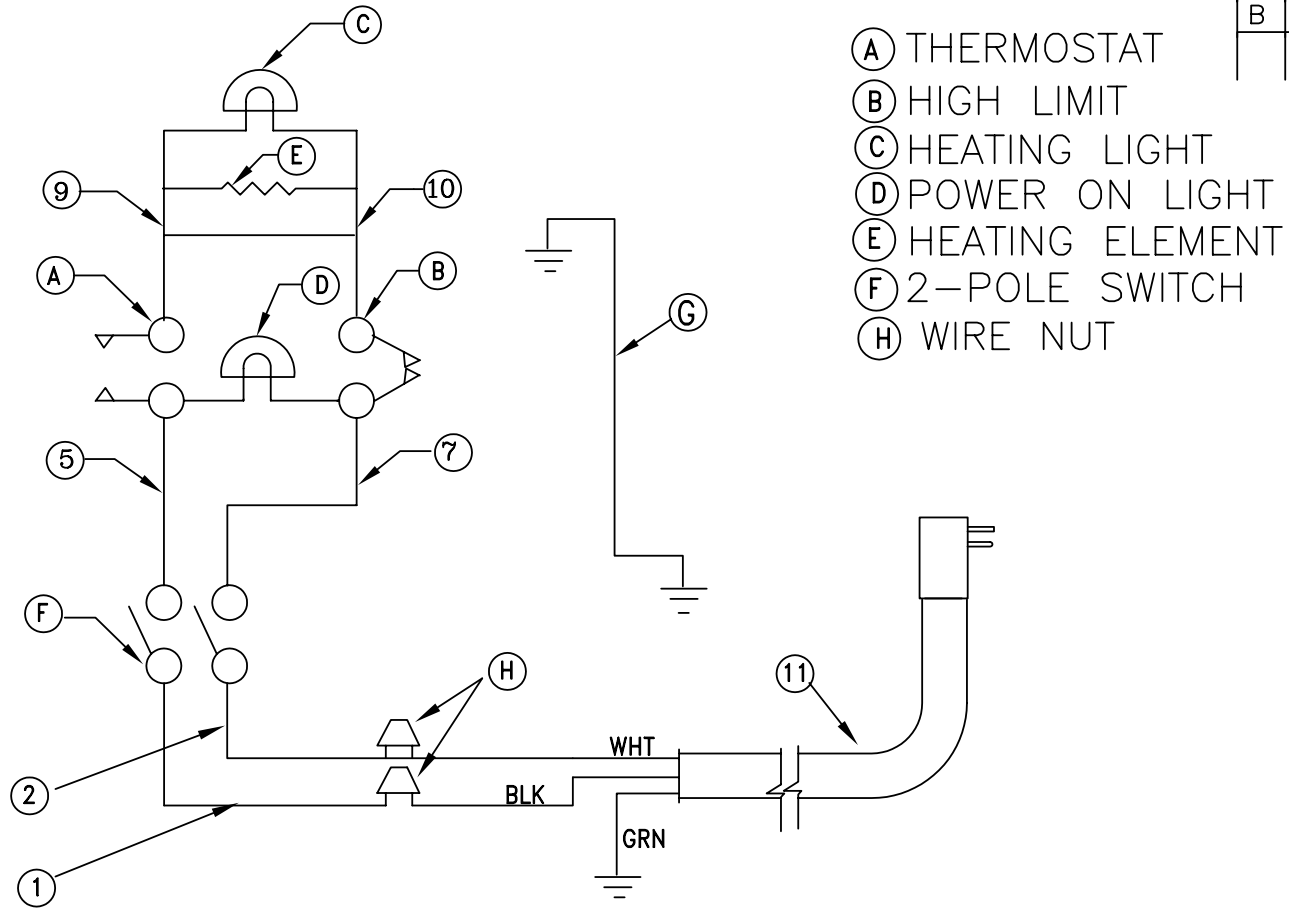 B
C
A THERMOSTAT
B HIGH LIMIT
C HEATING LIGHT
D POWER ON LIGHT
E HEATING ELEMENT
F 2-POLE SWITCH
H WIRE NUT
E
9
10
A
D
B
G
5
7
F
H
11
2
WHT
BLK
GRN
1